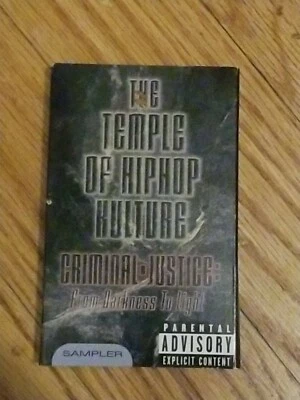 THE
TEMPLE
OF HIPHOP
KULTURE
CRIMINAL JUSTICE:
From Darkness To Light
PARENTAL
ADVISORY
EXPLICIT CONTENT
SAMPLER